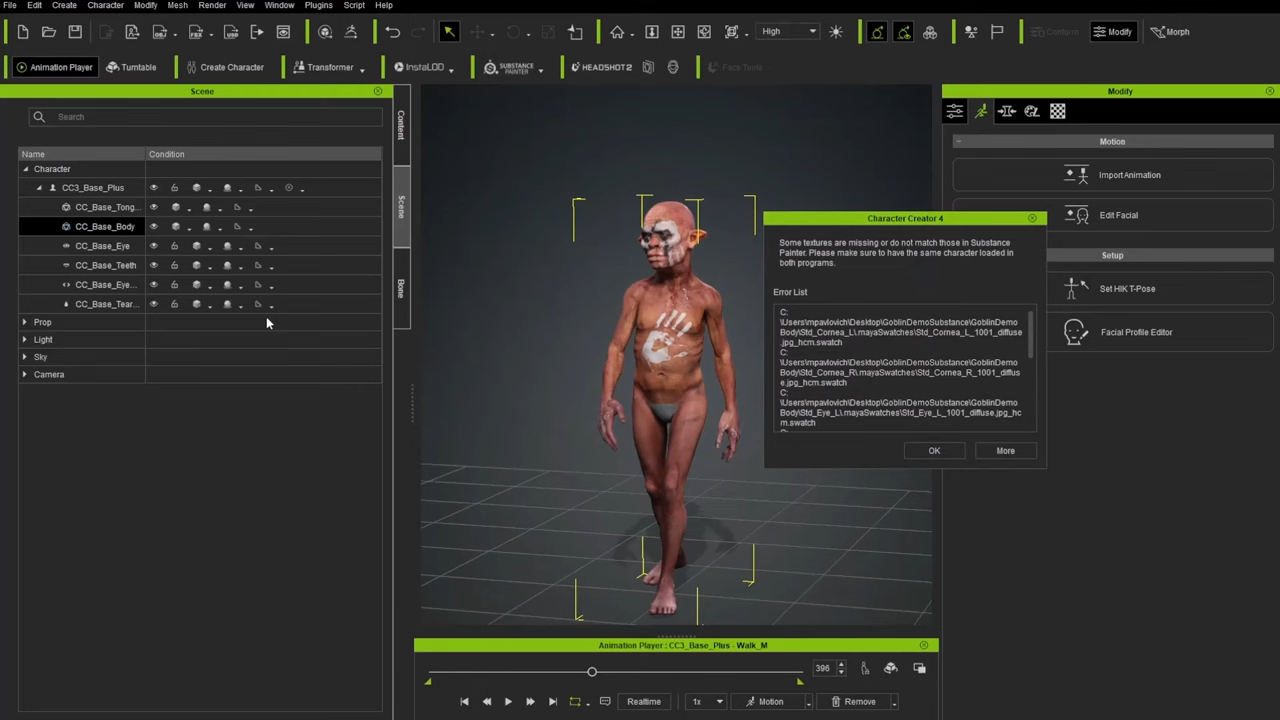 File Edit Create Character Modify Mesh Render View Window Plugins Script Help
High
Conform
Modify
Morph
Animation Player
Turntable
Create Character
Transformer
InstaLOD
SUBSTANCE
PAINTER
HEADSHOT2
Face Tools
Scene
Search
Name Condition
Character
CC3_Base_Plus
CC_Base_Tong...
CC_Base_Body
CC_Base_Eye
CC_Base_Teeth
CC_Base_Eye...
CC_Base_Tear...
Prop
Light
Sky
Camera
Content
Scene
Bone
Character Creator 4
Some textures are missing or do not match those in Substance
Painter. Please make sure to have the same character loaded in
both programs.
Error List
C:
\Users\mpavlovich\Desktop\GoblinDemoSubstance\GoblinDemo
Body\Std_Cornea_L\.mayaSwatches\Std_Cornea_L_1001_diffuse
.jpg_hcm.swatch
C:
\Users\mpavlovich\Desktop\GoblinDemoSubstance\GoblinDemo
Body\Std_Cornea_R\.mayaSwatches\Std_Cornea_R_1001_diffus
e.jpg_hcm.swatch
C:
\Users\mpavlovich\Desktop\GoblinDemoSubstance\GoblinDemo
Body\Std_Eye_L\.mayaSwatches\Std_Eye_L_1001_diffuse.jpg_hc
m.swatch
OK
More
Modify
Motion
Import Animation
Edit Facial
Setup
Set HIK T-Pose
Facial Profile Editor
Animation Player : CC3_Base_Plus - Walk_M
396
Realtime
1x
Motion
Remove